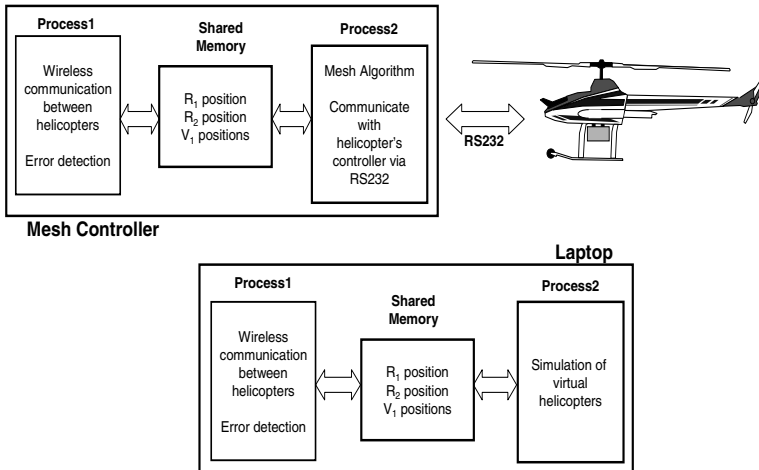 Process1
Wireless
communication
between
helicopters
Error detection
Shared
Memory
R₁ position
R₂ position
V₁ positions
Process2
Mesh Algorithm
Communicate
with
helicopter's
controller via
RS232
RS232
Mesh Controller
Laptop
Process1
Wireless
communication
between
helicopters
Error detection
Shared
Memory
R₁ position
R₂ position
V₁ positions
Process2
Simulation of
virtual
helicopters